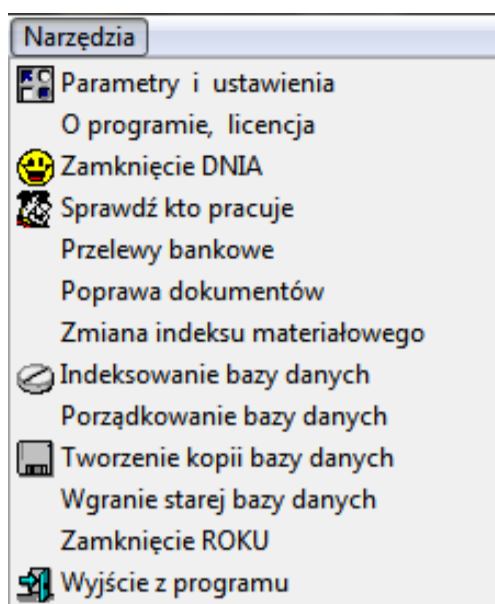 Narzędzia
Parametry i ustawienia
O programie, licencja
Zamknięcie DNIA
Sprawdź kto pracuje
Przelewy bankowe
Poprawa dokumentów
Zmiana indeksu materiałowego
Indeksowanie bazy danych
Porządkowanie bazy danych
Tworzenie kopii bazy danych
Wgranie starej bazy danych
Zamknięcie ROKU
Wyjście z programu